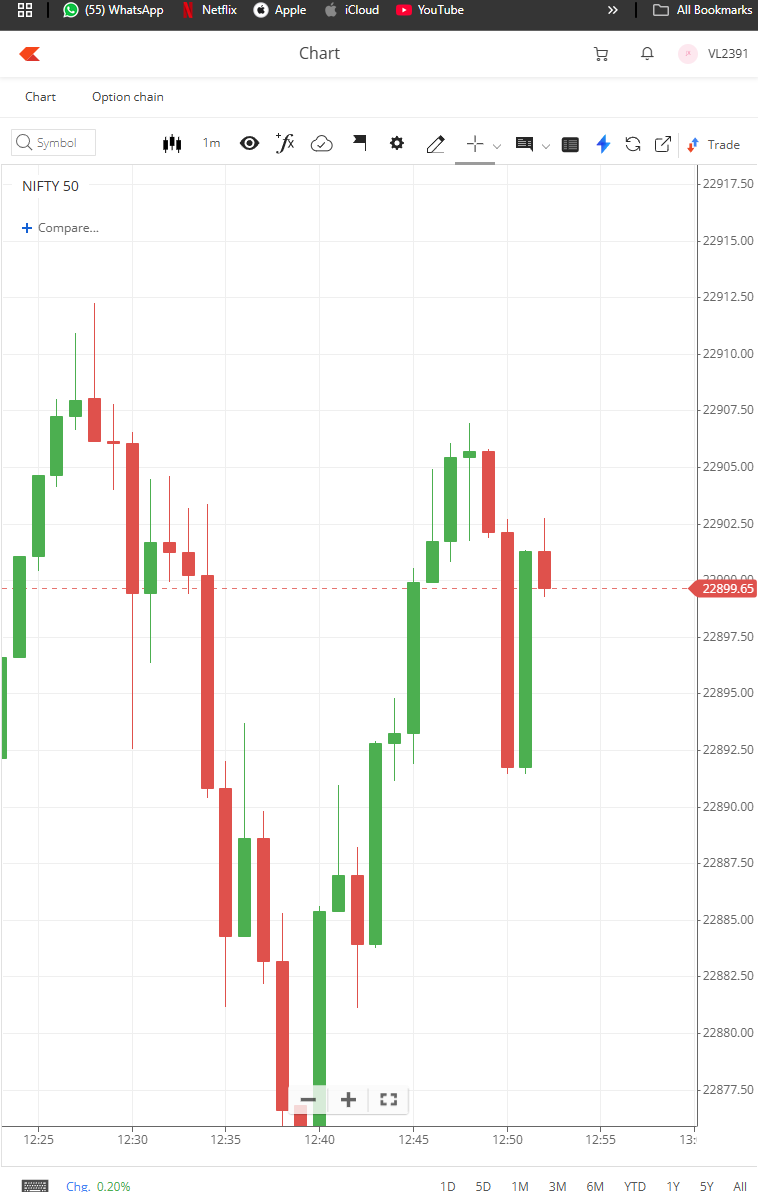 (55) WhatsApp Netflix Apple iCloud YouTube » All Bookmarks
Chart VL2391
Chart Option chain
Symbol 1m ƒx Trade
NIFTY 50
+ Compare...
22917.50
22915.00
22912.50
22910.00
22907.50
22905.00
22902.50
22900.00
22899.65
22897.50
22895.00
22892.50
22890.00
22887.50
22885.00
22882.50
22880.00
22877.50
12:25 12:30 12:35 12:40 12:45 12:50 12:55 13:
Chg. 0.20% 1D 5D 1M 3M 6M YTD 1Y 5Y All